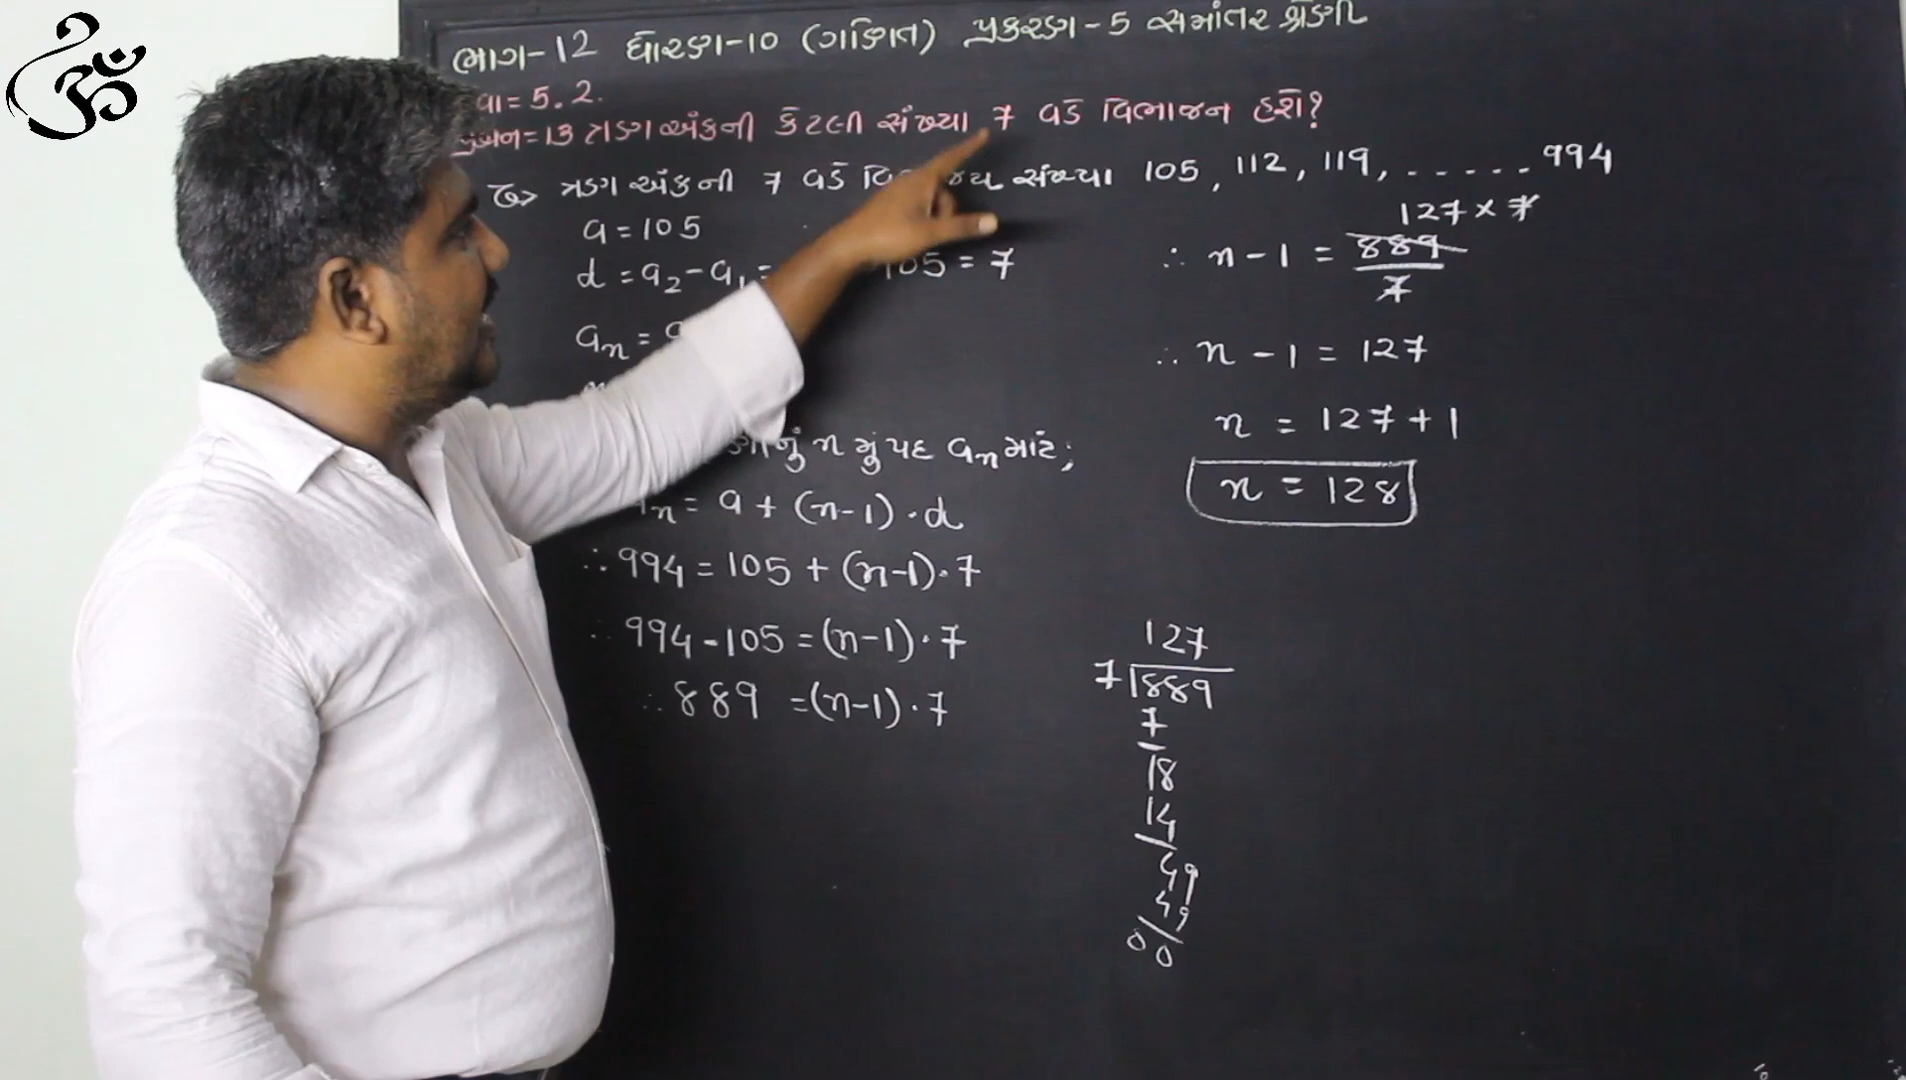 ૐ
ભાગ-12 ધોરણ-10 (ગણિત) પ્રકરણ-5 સમાંતર શ્રેણી
= 5.2.
= 13 ત્રણ અંકની કેટલી સંખ્યા 7 વડે વિભાજન હશે?
જ> ત્રણ અંકની 7 વડે સંખ્યા 105, 112, 119, ...... 994
a = 105
d = a₂ - a₁ = 105 = 7
aₙ =
નું n મું પદ aₙ માટે;
aₙ = a + (n-1) · d
∴ 994 = 105 + (n-1) · 7
∴ 994 - 105 = (n-1) · 7
∴ 889 = (n-1) · 7
127 × 7
∴ n - 1 = 889
7
∴ n - 1 = 127
n = 127 + 1
n = 128
127
7 889
7
18
14
49
49
00